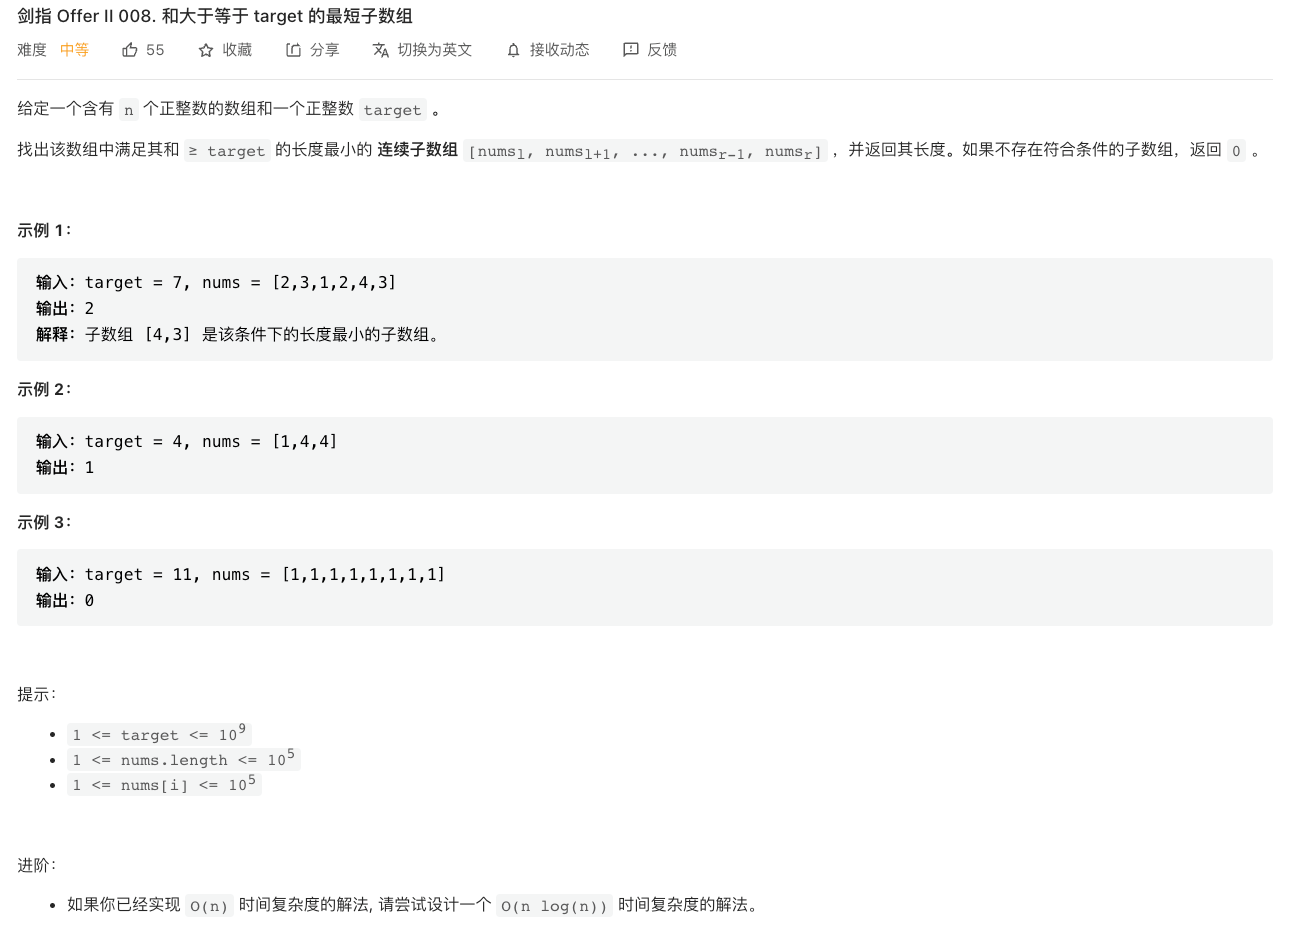 剑指 Offer II 008. 和大于等于 target 的最短子数组
难度 中等 55 收藏 分享 切换为英文 接收动态 反馈
给定一个含有 n 个正整数的数组和一个正整数 target 。
找出该数组中满足其和 ≥ target 的长度最小的 连续子数组 [numsl, numsl+1, ..., numsr-1, numsr] ，并返回其长度。如果不存在符合条件的子数组，返回 0 。
示例 1：
输入：target = 7, nums = [2,3,1,2,4,3]
输出：2
解释：子数组 [4,3] 是该条件下的长度最小的子数组。
示例 2：
输入：target = 4, nums = [1,4,4]
输出：1
示例 3：
输入：target = 11, nums = [1,1,1,1,1,1,1,1]
输出：0
提示：
• 1 <= target <= 10⁹
• 1 <= nums.length <= 10⁵
• 1 <= nums[i] <= 10⁵
进阶：
• 如果你已经实现 O(n) 时间复杂度的解法, 请尝试设计一个 O(n log(n)) 时间复杂度的解法。